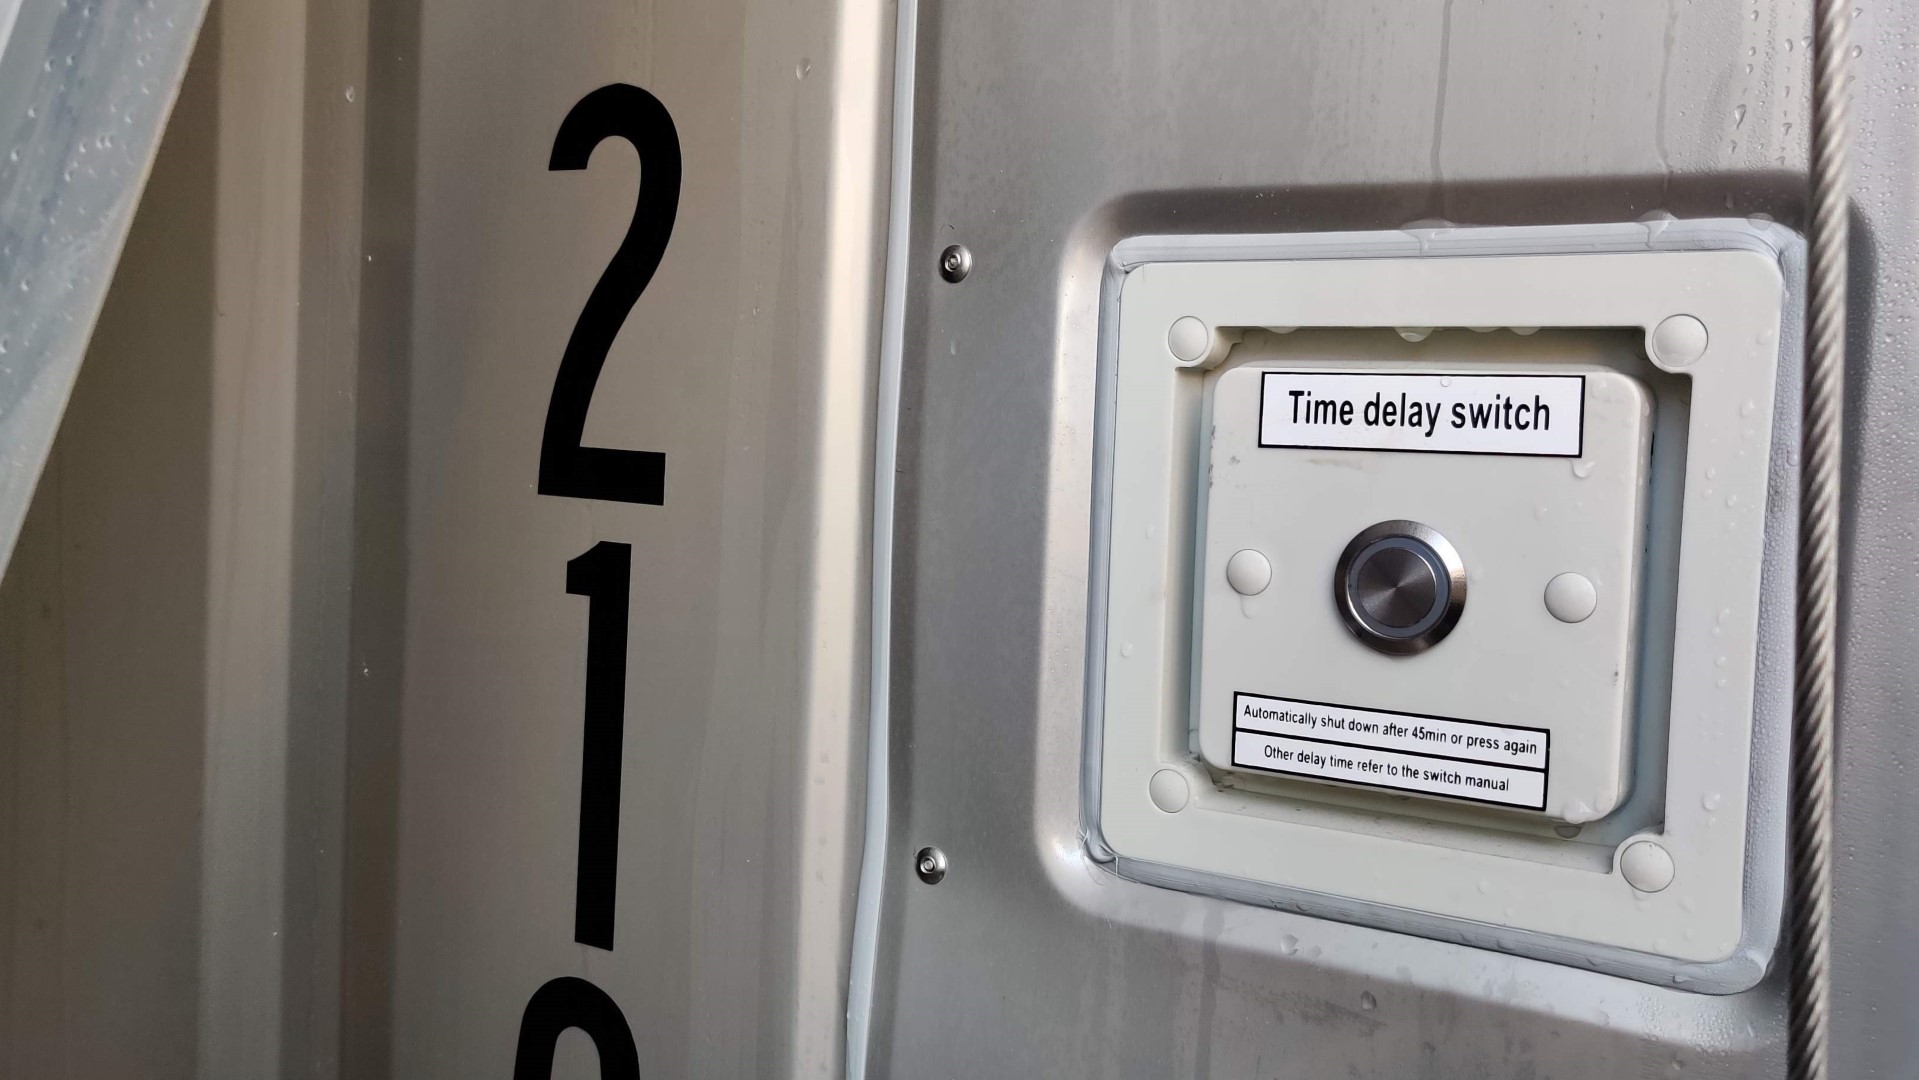 2
1
Time delay switch
Automatically shut down after 45min or press again
Other delay time refer to the switch manual